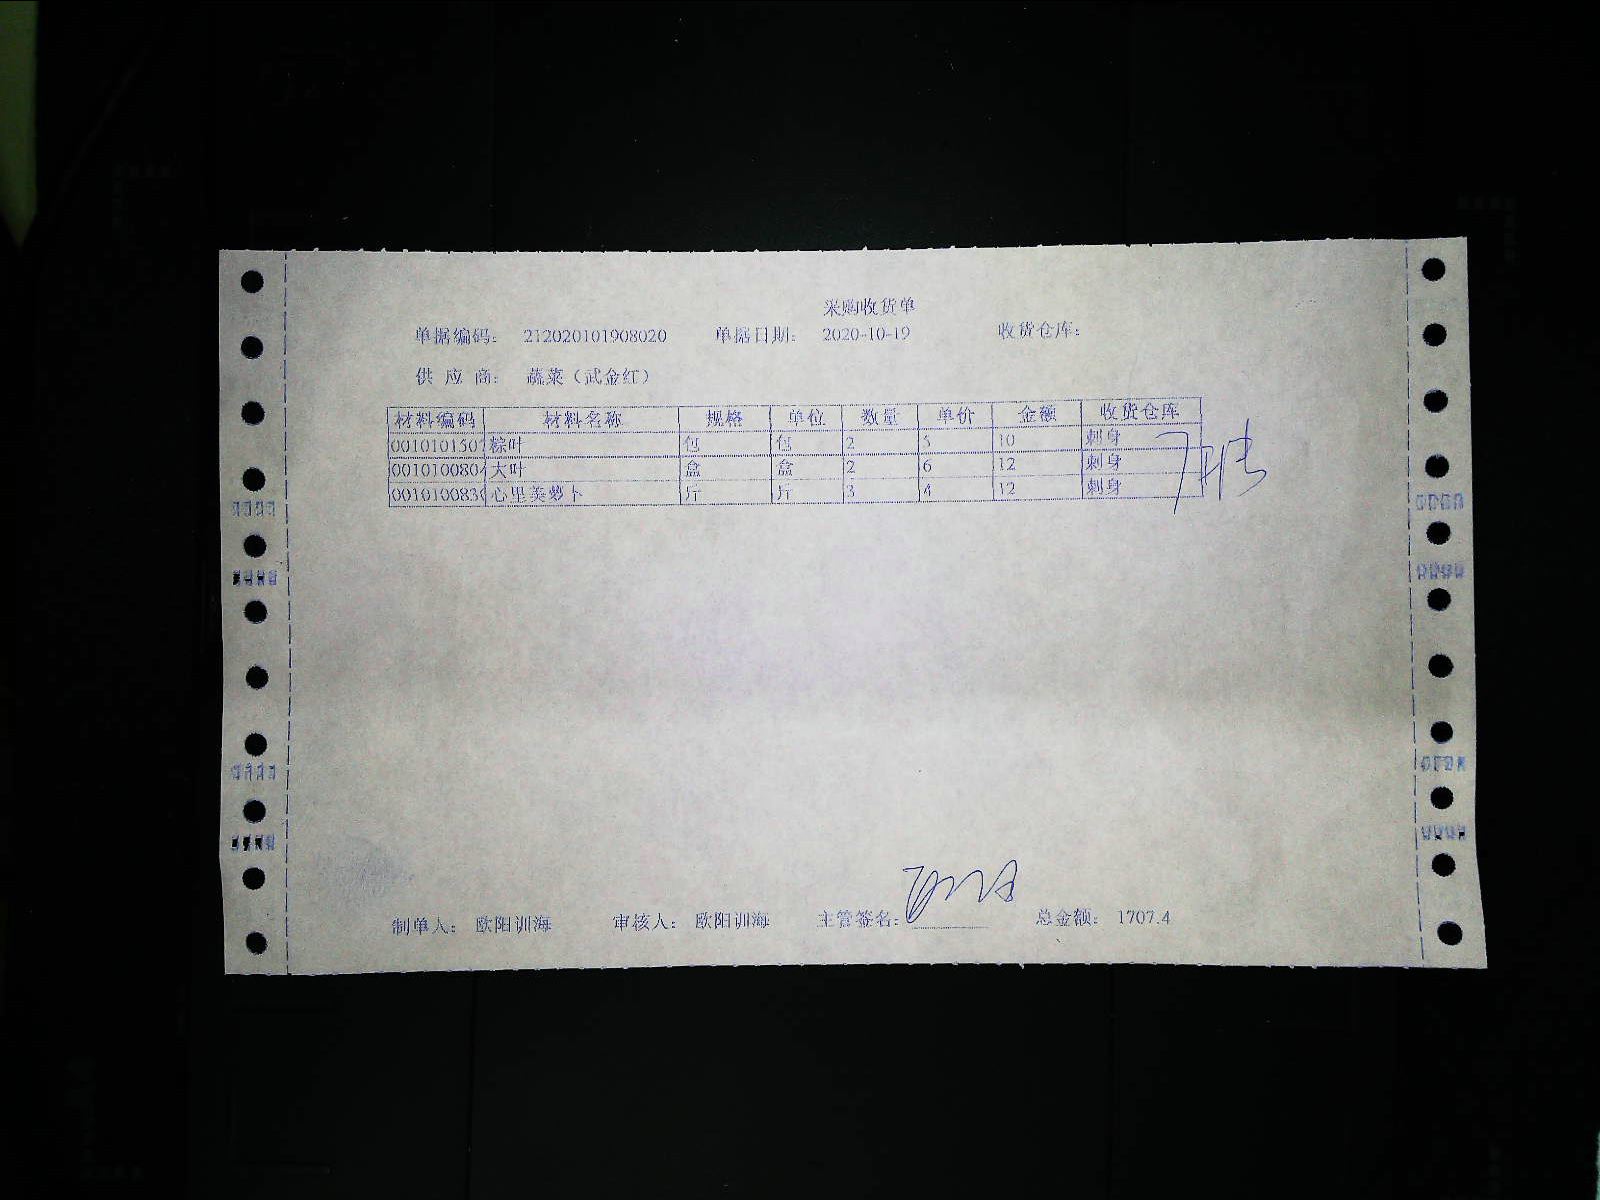 采购收货单
单据编码： 212020101908020 单据日期： 2020-10-19 收货仓库：
供 应 商： 蔬菜（武金红）
材料编码 材料名称 规格 单位 数量 单价 金额 收货仓库
0010101507 粽叶 包 包 2 5 10 刺身
001010080 大叶 盒 盒 2 6 12 刺身
001010083 心里美萝卜 斤 斤 3 4 12 刺身
制单人： 欧阳训海 审核人： 欧阳训海 主管签名： 总金额： 1707.4